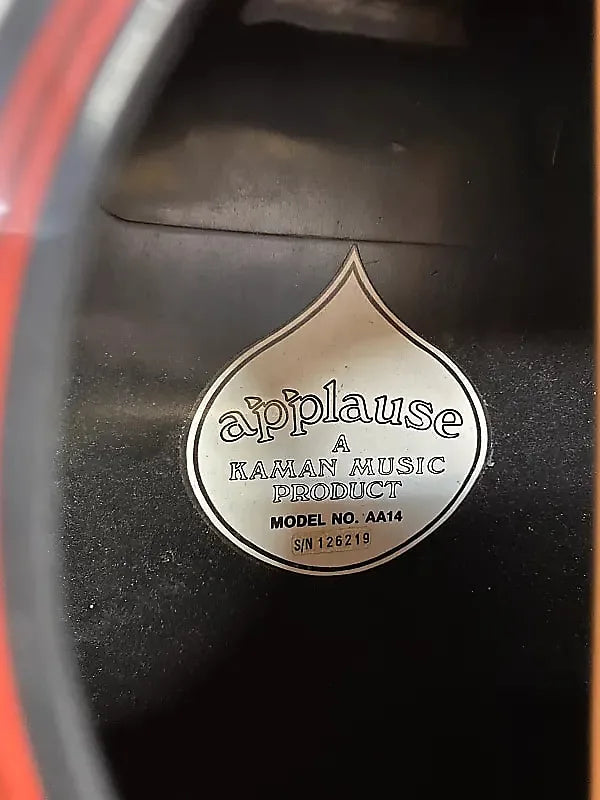 applause
A
KAMAN MUSIC
PRODUCT
MODEL NO. AA14
S/N 126219